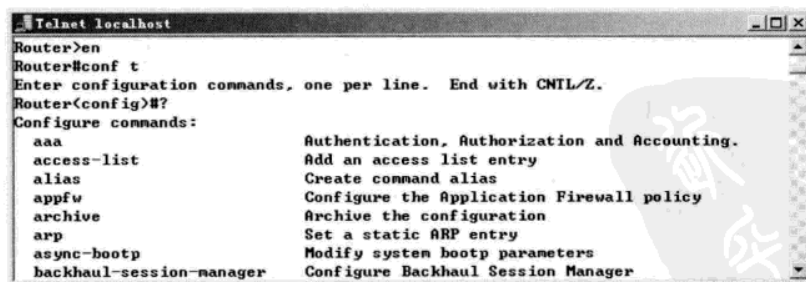 Telnet localhost
Router>en
Router#conf t
Enter configuration commands, one per line.  End with CNTL/Z.
Router(config)#?
Configure commands:
  aaa                         Authentication, Authorization and Accounting.
  access-list                 Add an access list entry
  alias                       Create command alias
  appfw                       Configure the Application Firewall policy
  archive                     Archive the configuration
  arp                         Set a static ARP entry
  async-bootp                 Modify system bootp parameters
  backhaul-session-manager    Configure Backhaul Session Manager